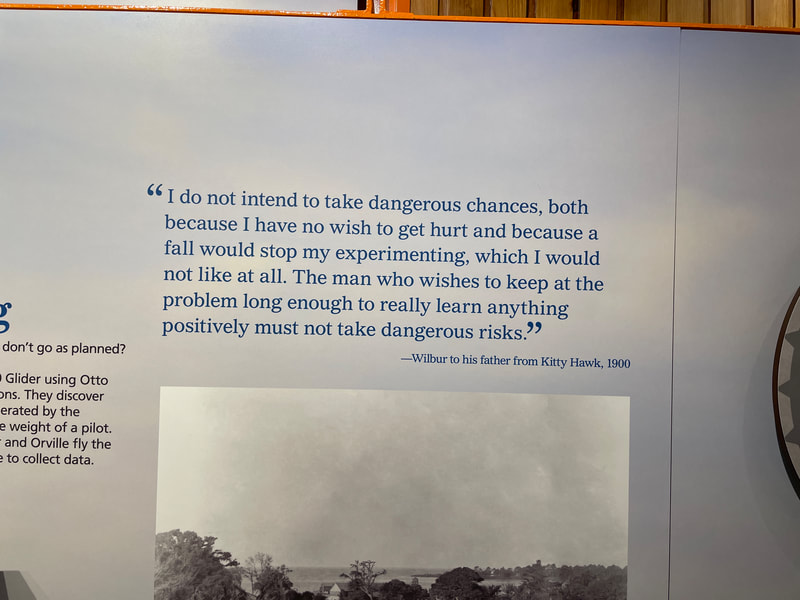 “I do not intend to take dangerous chances, both
because I have no wish to get hurt and because a
fall would stop my experimenting, which I would
not like at all. The man who wishes to keep at the
problem long enough to really learn anything
positively must not take dangerous risks.”
—Wilbur to his father from Kitty Hawk, 1900
don’t go as planned?
Glider using Otto
They discover
by the
weight of a pilot.
and Orville fly the
to collect data.